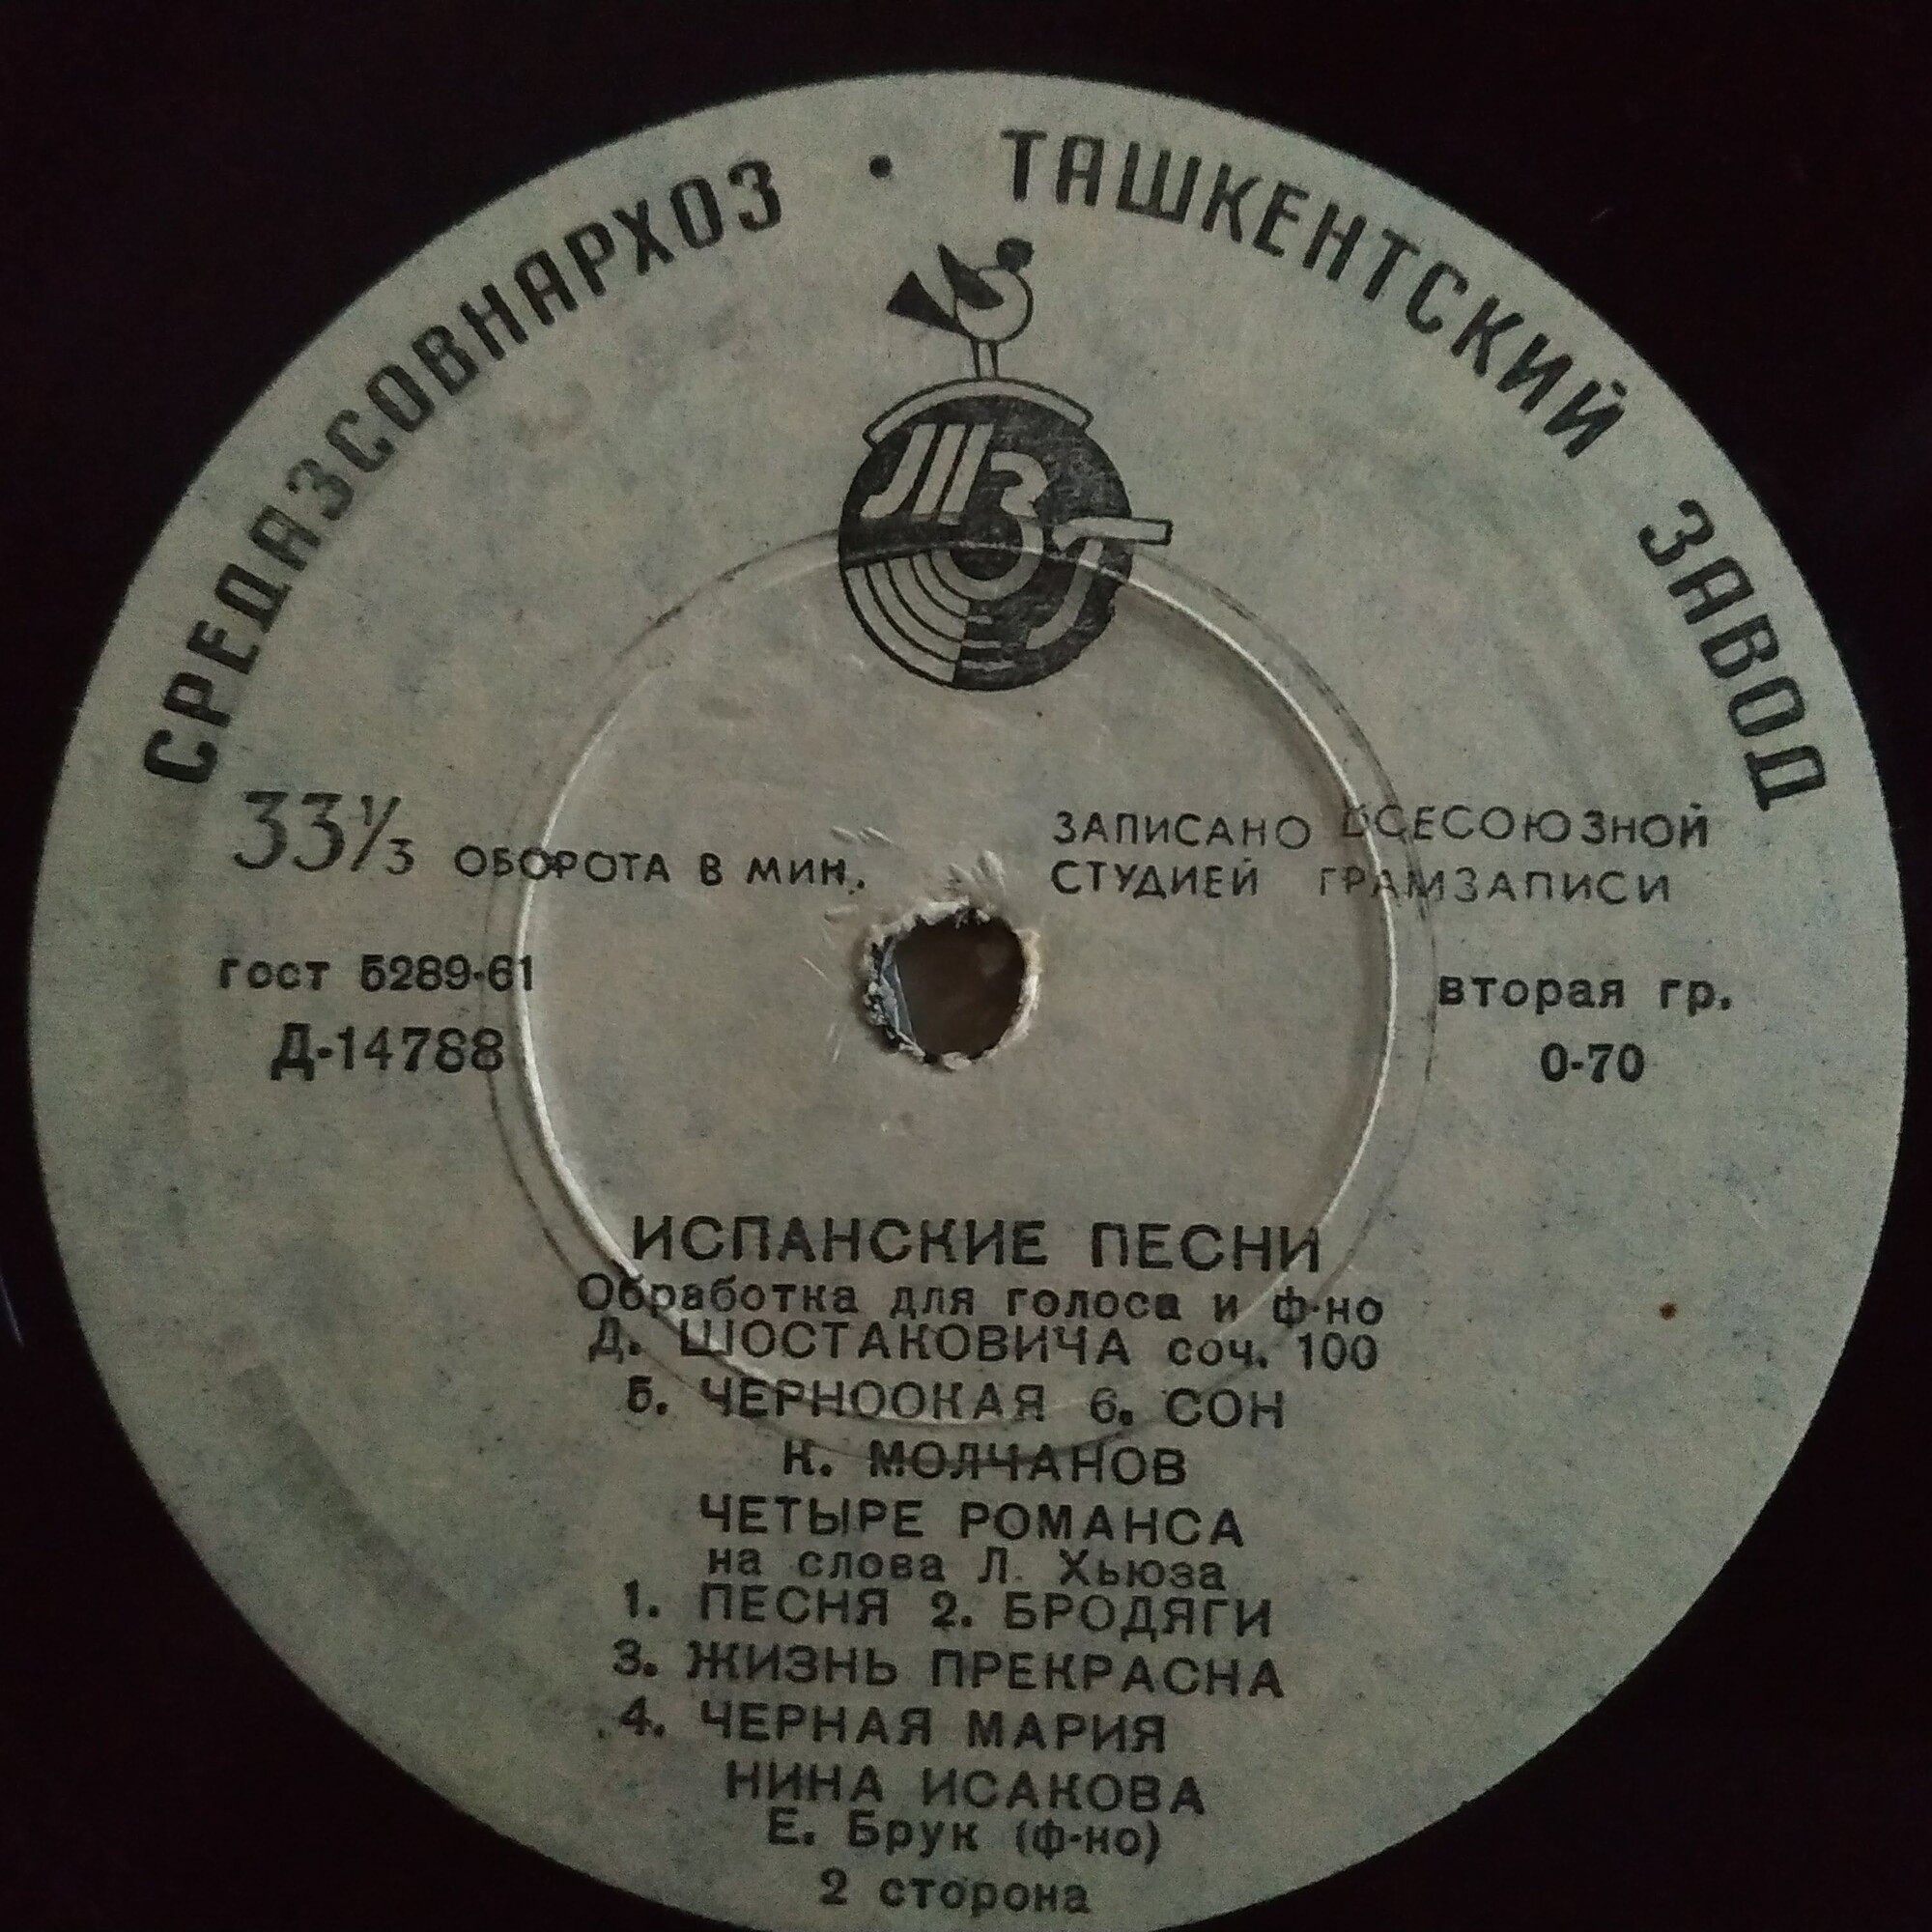 СРЕДАЗСОВНАРХОЗ • ТАШКЕНТСКИЙ ЗАВОД
ТЗ
33⅓ ОБОРОТА В МИН.
ЗАПИСАНО ВСЕСОЮЗНОЙ
СТУДИЕЙ ГРАМЗАПИСИ
гост 5289-61
вторая гр.
Д-14788
0-70
ИСПАНСКИЕ ПЕСНИ
Обработка для голоса и ф-но
Д. ШОСТАКОВИЧА соч. 100
5. ЧЕРНООКАЯ 6. СОН
К. МОЛЧАНОВ
ЧЕТЫРЕ РОМАНСА
на слова Л. Хьюза
1. ПЕСНЯ 2. БРОДЯГИ
3. ЖИЗНЬ ПРЕКРАСНА
4. ЧЕРНАЯ МАРИЯ
НИНА ИСАКОВА
Е. Брук (ф-но)
2 сторона